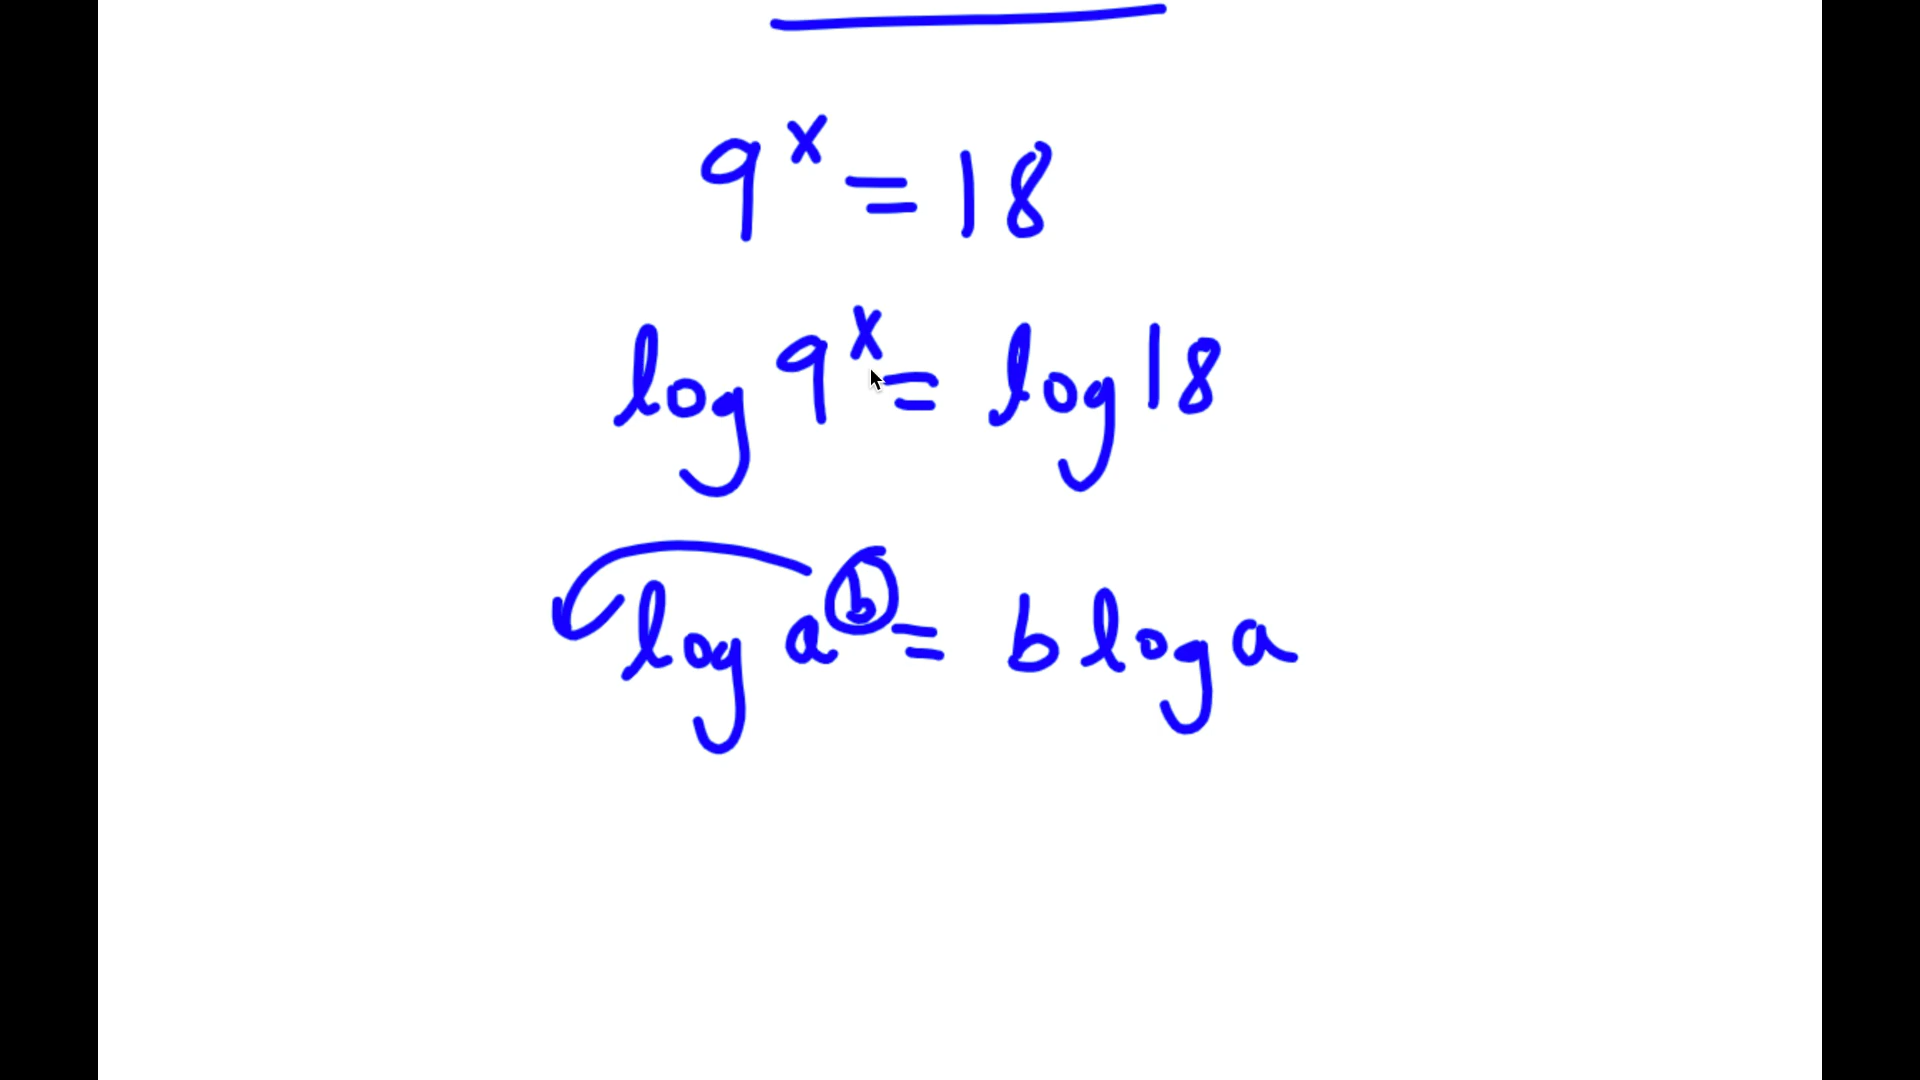 9^x = 18
log 9^x = log 18
log a^b = b log a